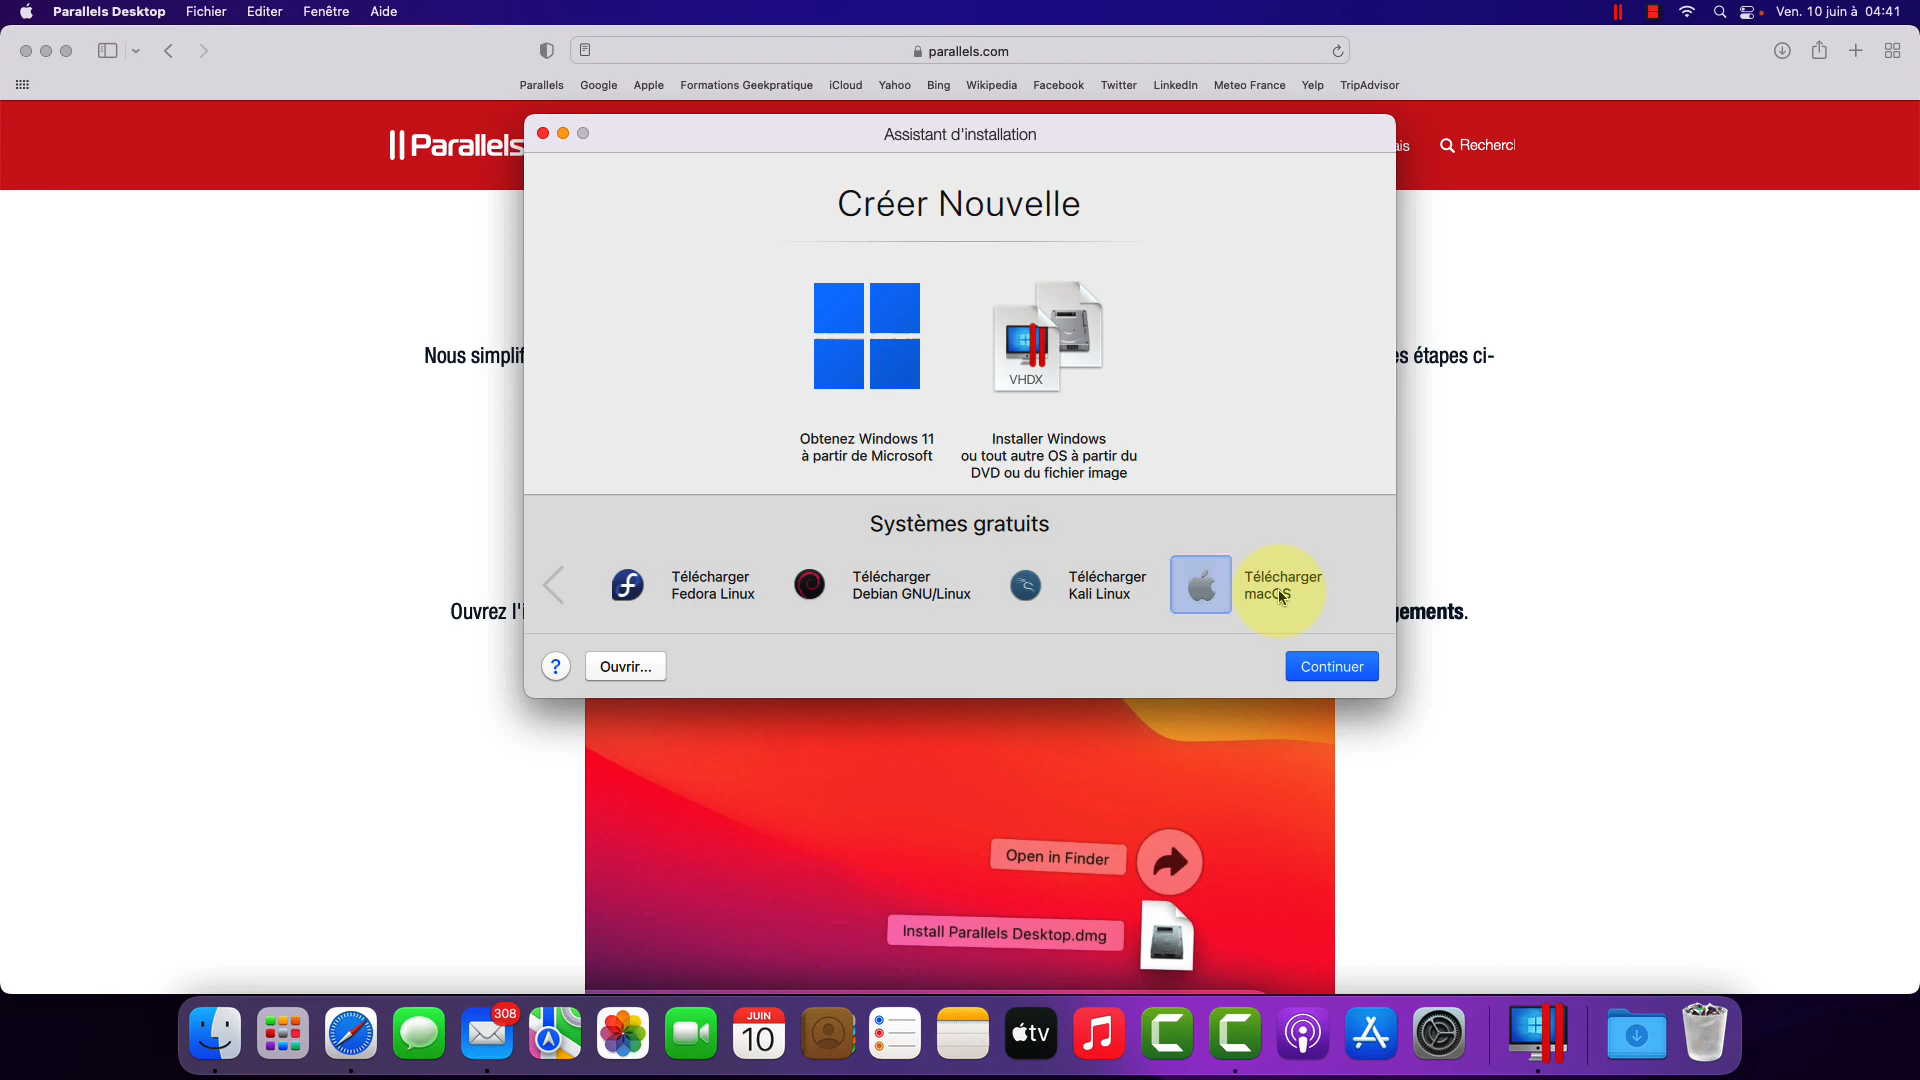 Parallels Desktop Fichier Editer Fenêtre Aide
Ven. 10 juin à 04:41
parallels.com
Parallels Google Apple Formations Geekpratique iCloud Yahoo Bing Wikipedia Facebook Twitter LinkedIn Meteo France Yelp TripAdvisor
Parallels
ais
Recherc
Assistant d'installation
Créer Nouvelle
VHDX
Obtenez Windows 11
à partir de Microsoft
Installer Windows
ou tout autre OS à partir du
DVD ou du fichier image
Nous simplif
es étapes ci-
Systèmes gratuits
Télécharger
Fedora Linux
Télécharger
Debian GNU/Linux
Télécharger
Kali Linux
Télécharger
macOS
Ouvrez l'i
gements.
?
Ouvrir...
Continuer
Open in Finder
Install Parallels Desktop.dmg
308
JUIN
10
tv